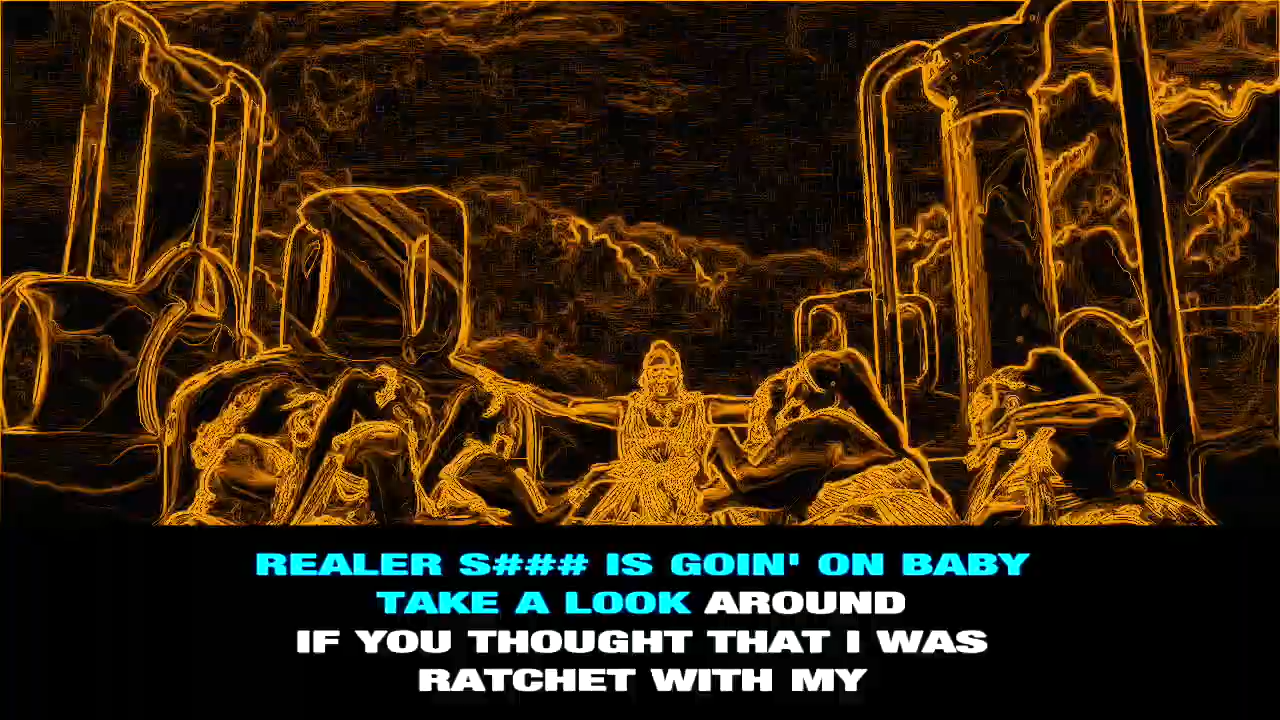 REALER S### IS GOIN' ON BABY
TAKE A LOOK AROUND
IF YOU THOUGHT THAT I WAS
RATCHET WITH MY